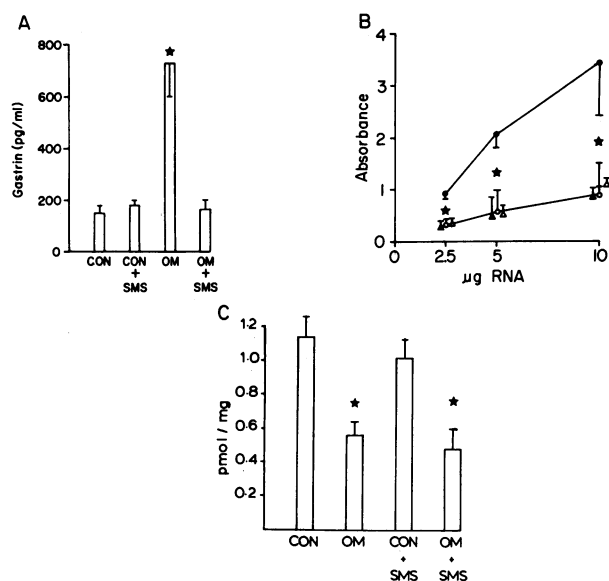 A
Gastrin (pg/ml)
800
600
400
200
0
★
CON
CON
+
SMS
OM
OM
+
SMS
B
Absorbance
4
3
2
1
0
★
★
★
0
2.5
5
10
µg RNA
C
pmol / mg
1.2
1.0
0.8
0.6
0.4
0.2
★
★
CON
OM
CON
+
SMS
OM
+
SMS